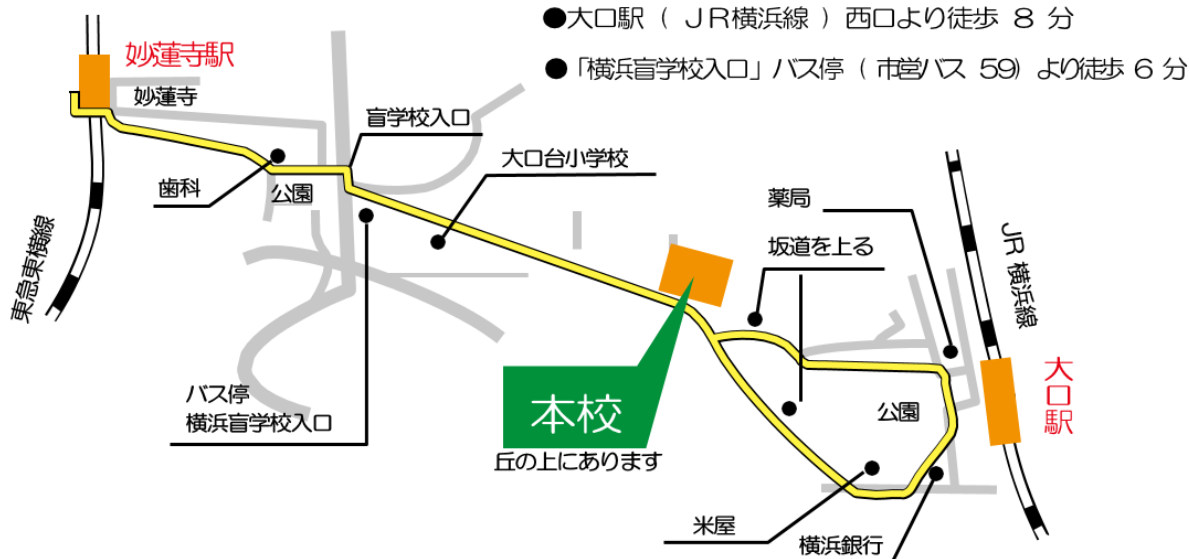 ●大口駅（ＪＲ横浜線）西口より徒歩 8 分
●「横浜盲学校入口」バス停（市営バス 59）より徒歩 6 分
妙蓮寺駅
妙蓮寺
盲学校入口
大口台小学校
歯科
公園
薬局
坂道を上る
東急東横線
JR 横浜線
大口駅
バス停
横浜盲学校入口
本校
丘の上にあります
公園
米屋
横浜銀行